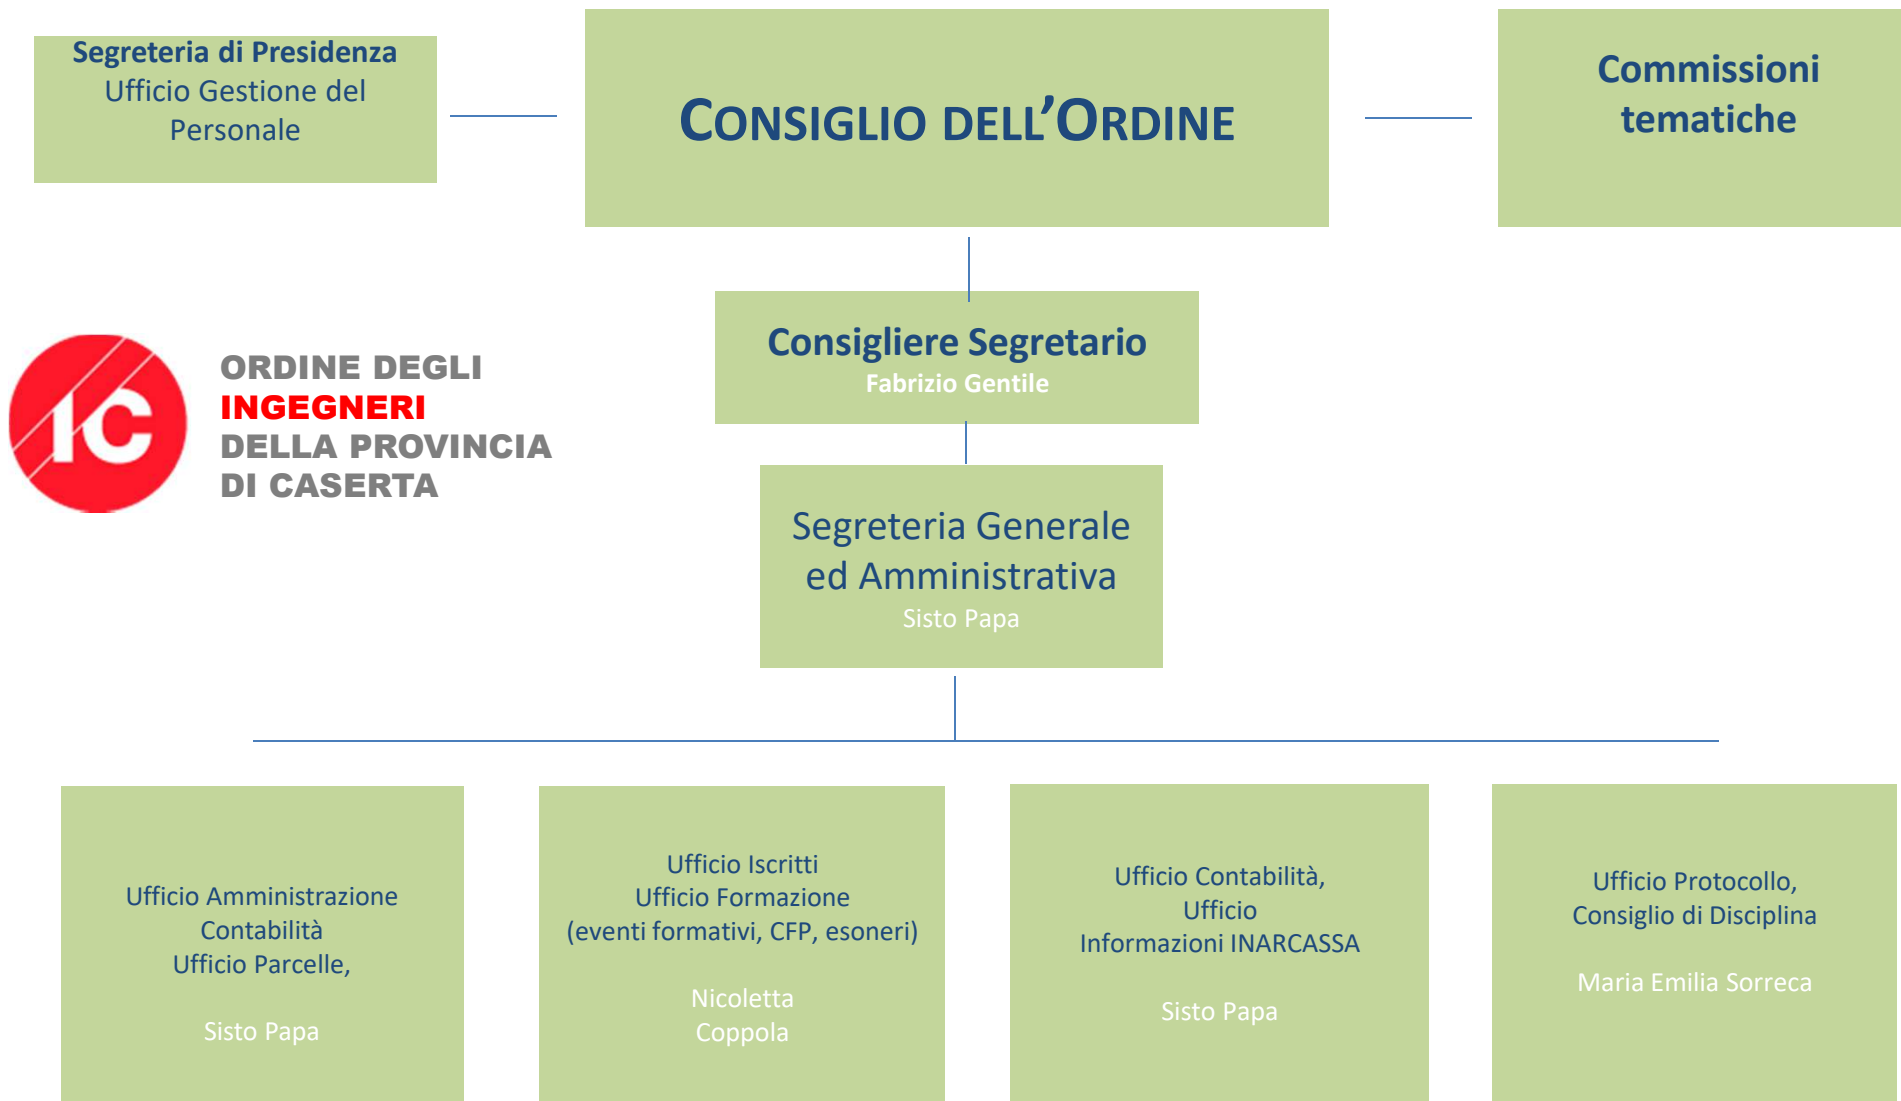 Segreteria di Presidenza
Ufficio Gestione del
Personale
CONSIGLIO DELL'ORDINE
Commissioni
tematiche
Consigliere Segretario
Fabrizio Gentile
IC
ORDINE DEGLI
INGEGNERI
DELLA PROVINCIA
DI CASERTA
Segreteria Generale
ed Amministrativa
Sisto Papa
Ufficio Amministrazione
Contabilità
Ufficio Parcelle,
Sisto Papa
Ufficio Iscritti
Ufficio Formazione
(eventi formativi, CFP, esoneri)
Nicoletta
Coppola
Ufficio Contabilità,
Ufficio
Informazioni INARCASSA
Sisto Papa
Ufficio Protocollo,
Consiglio di Disciplina
Maria Emilia Sorreca